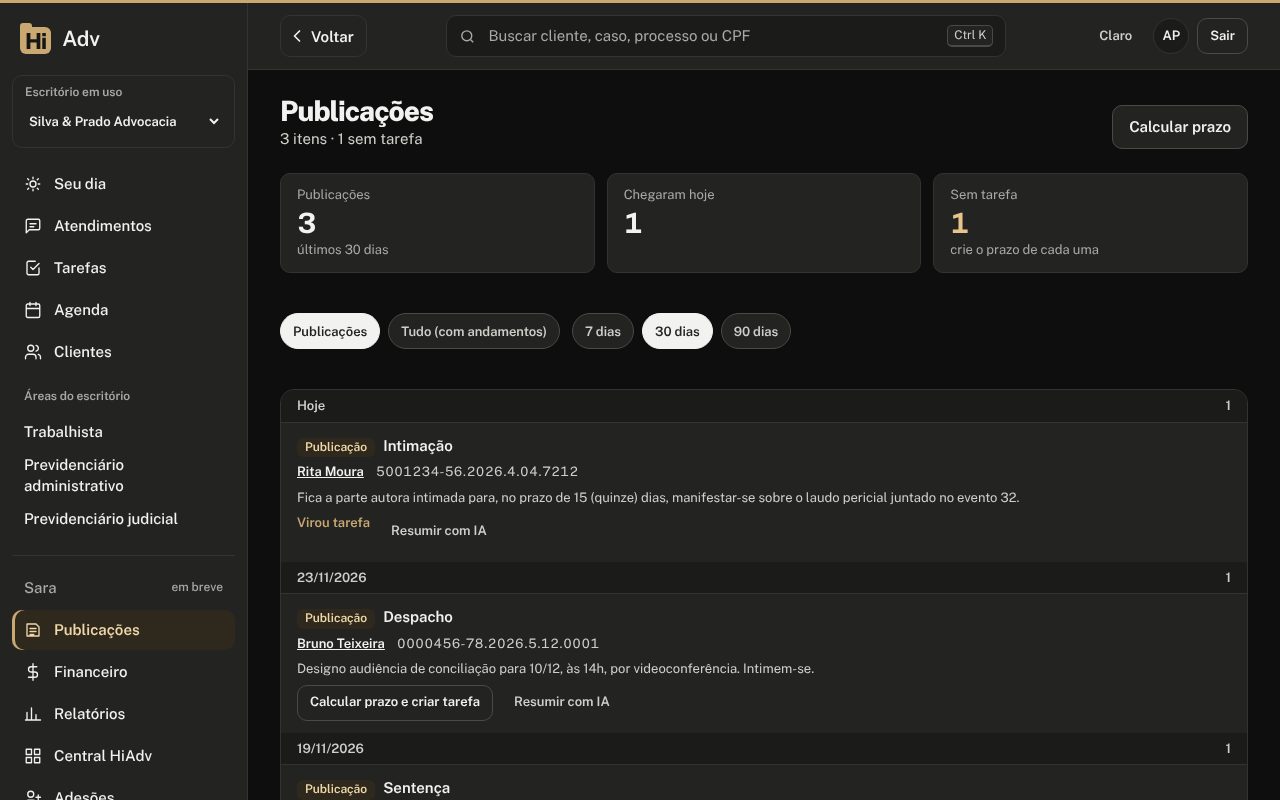 Hi Adv
Escritório em uso
Silva & Prado Advocacia
Seu dia
Atendimentos
Tarefas
Agenda
Clientes
Áreas do escritório
Trabalhista
Previdenciário
administrativo
Previdenciário judicial
Sara em breve
Publicações
Financeiro
Relatórios
Central HiAdv
Adesões
Voltar
Buscar cliente, caso, processo ou CPF
Ctrl K
Claro
AP
Sair
Publicações
3 itens · 1 sem tarefa
Calcular prazo
Publicações
3
últimos 30 dias
Chegaram hoje
1
Sem tarefa
1
crie o prazo de cada uma
Publicações
Tudo (com andamentos)
7 dias
30 dias
90 dias
Hoje 1
Publicação Intimação
Rita Moura 5001234-56.2026.4.04.7212
Fica a parte autora intimada para, no prazo de 15 (quinze) dias, manifestar-se sobre o laudo pericial juntado no evento 32.
Virou tarefa Resumir com IA
23/11/2026 1
Publicação Despacho
Bruno Teixeira 0000456-78.2026.5.12.0001
Designo audiência de conciliação para 10/12, às 14h, por videoconferência. Intimem-se.
Calcular prazo e criar tarefa Resumir com IA
19/11/2026 1
Publicação Sentença